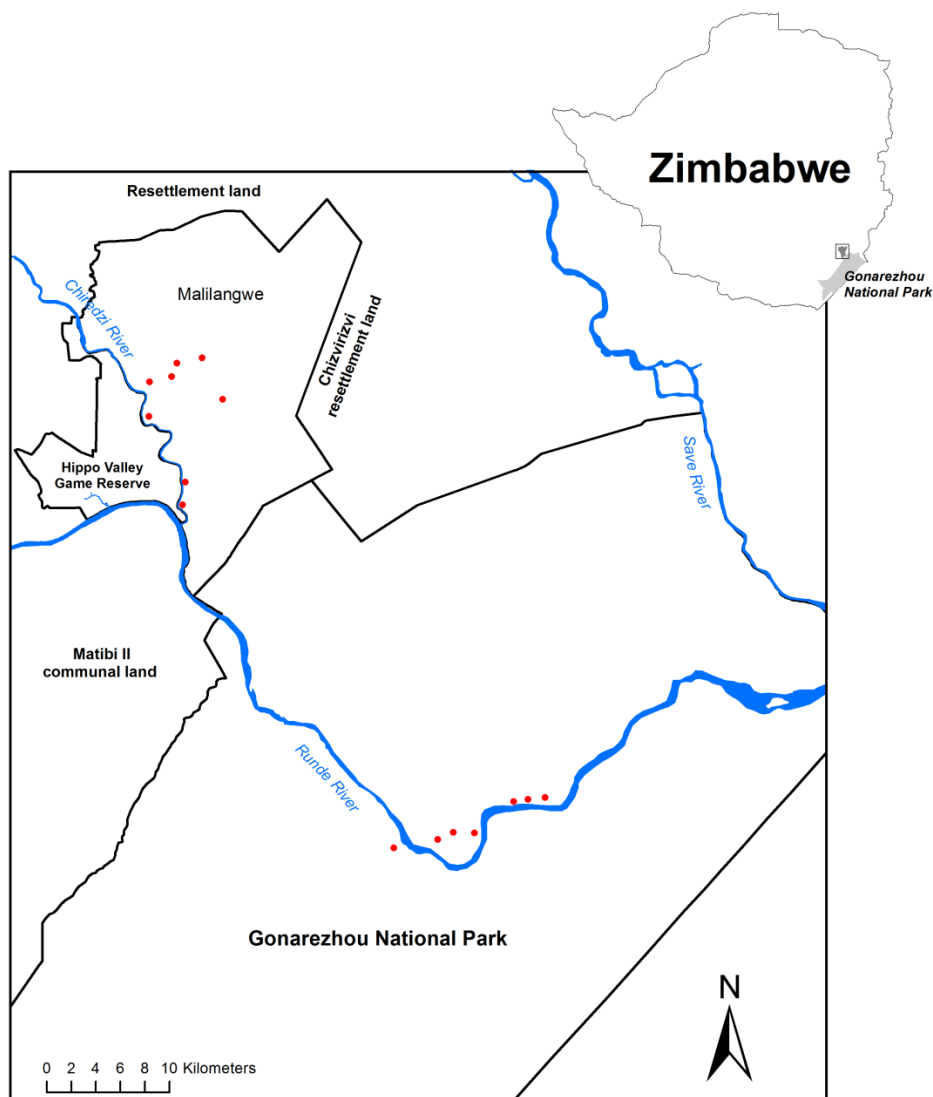 Zimbabwe
Gonarezhou
National Park
Resettlement land
Malilangwe
Chiredzi River
Chizvirizvi
resettlement land
Hippo Valley
Game Reserve
Save River
Matibi II
communal land
Runde River
Gonarezhou National Park
N
0 2 4 6 8 10 Kilometers